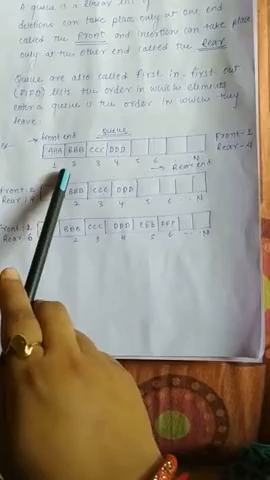 A queue is a linear list of
deletions can take place only at one end
called the Front and insertion can take place
only at the other end called the Rear.
Queue are also called first in first out
(FIFO) lists the order in which elements
enter a queue is the order in which they
leave:
Queue
→ Front end
AAA BBB CCC DDD
Front-1
Rear-4
1 2 3 4 5 6 ... N
→ Rear end
Front: 2
Rear: 4
BBB CCC DDD
2 3 4 5 6 ... N
Front: 2
Rear: 6
BBB CCC DDD EEE FFF
2 3 4 5 6 ... N